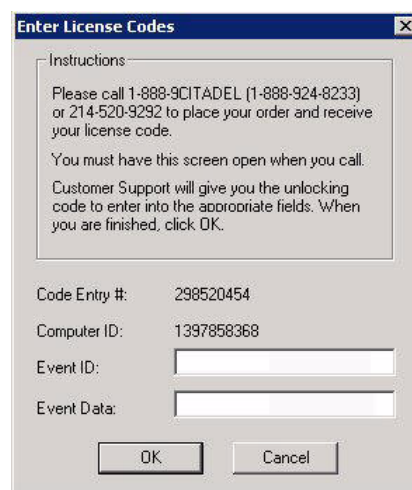 Enter License Codes
Instructions
Please call 1-888-9CITADEL (1-888-924-8233)
or 214-520-9292 to place your order and receive
your license code.
You must have this screen open when you call.
Customer Support will give you the unlocking
code to enter into the appropriate fields. When
you are finished, click OK.
Code Entry #: 298520454
Computer ID: 1397858368
Event ID:
Event Data:
OK Cancel